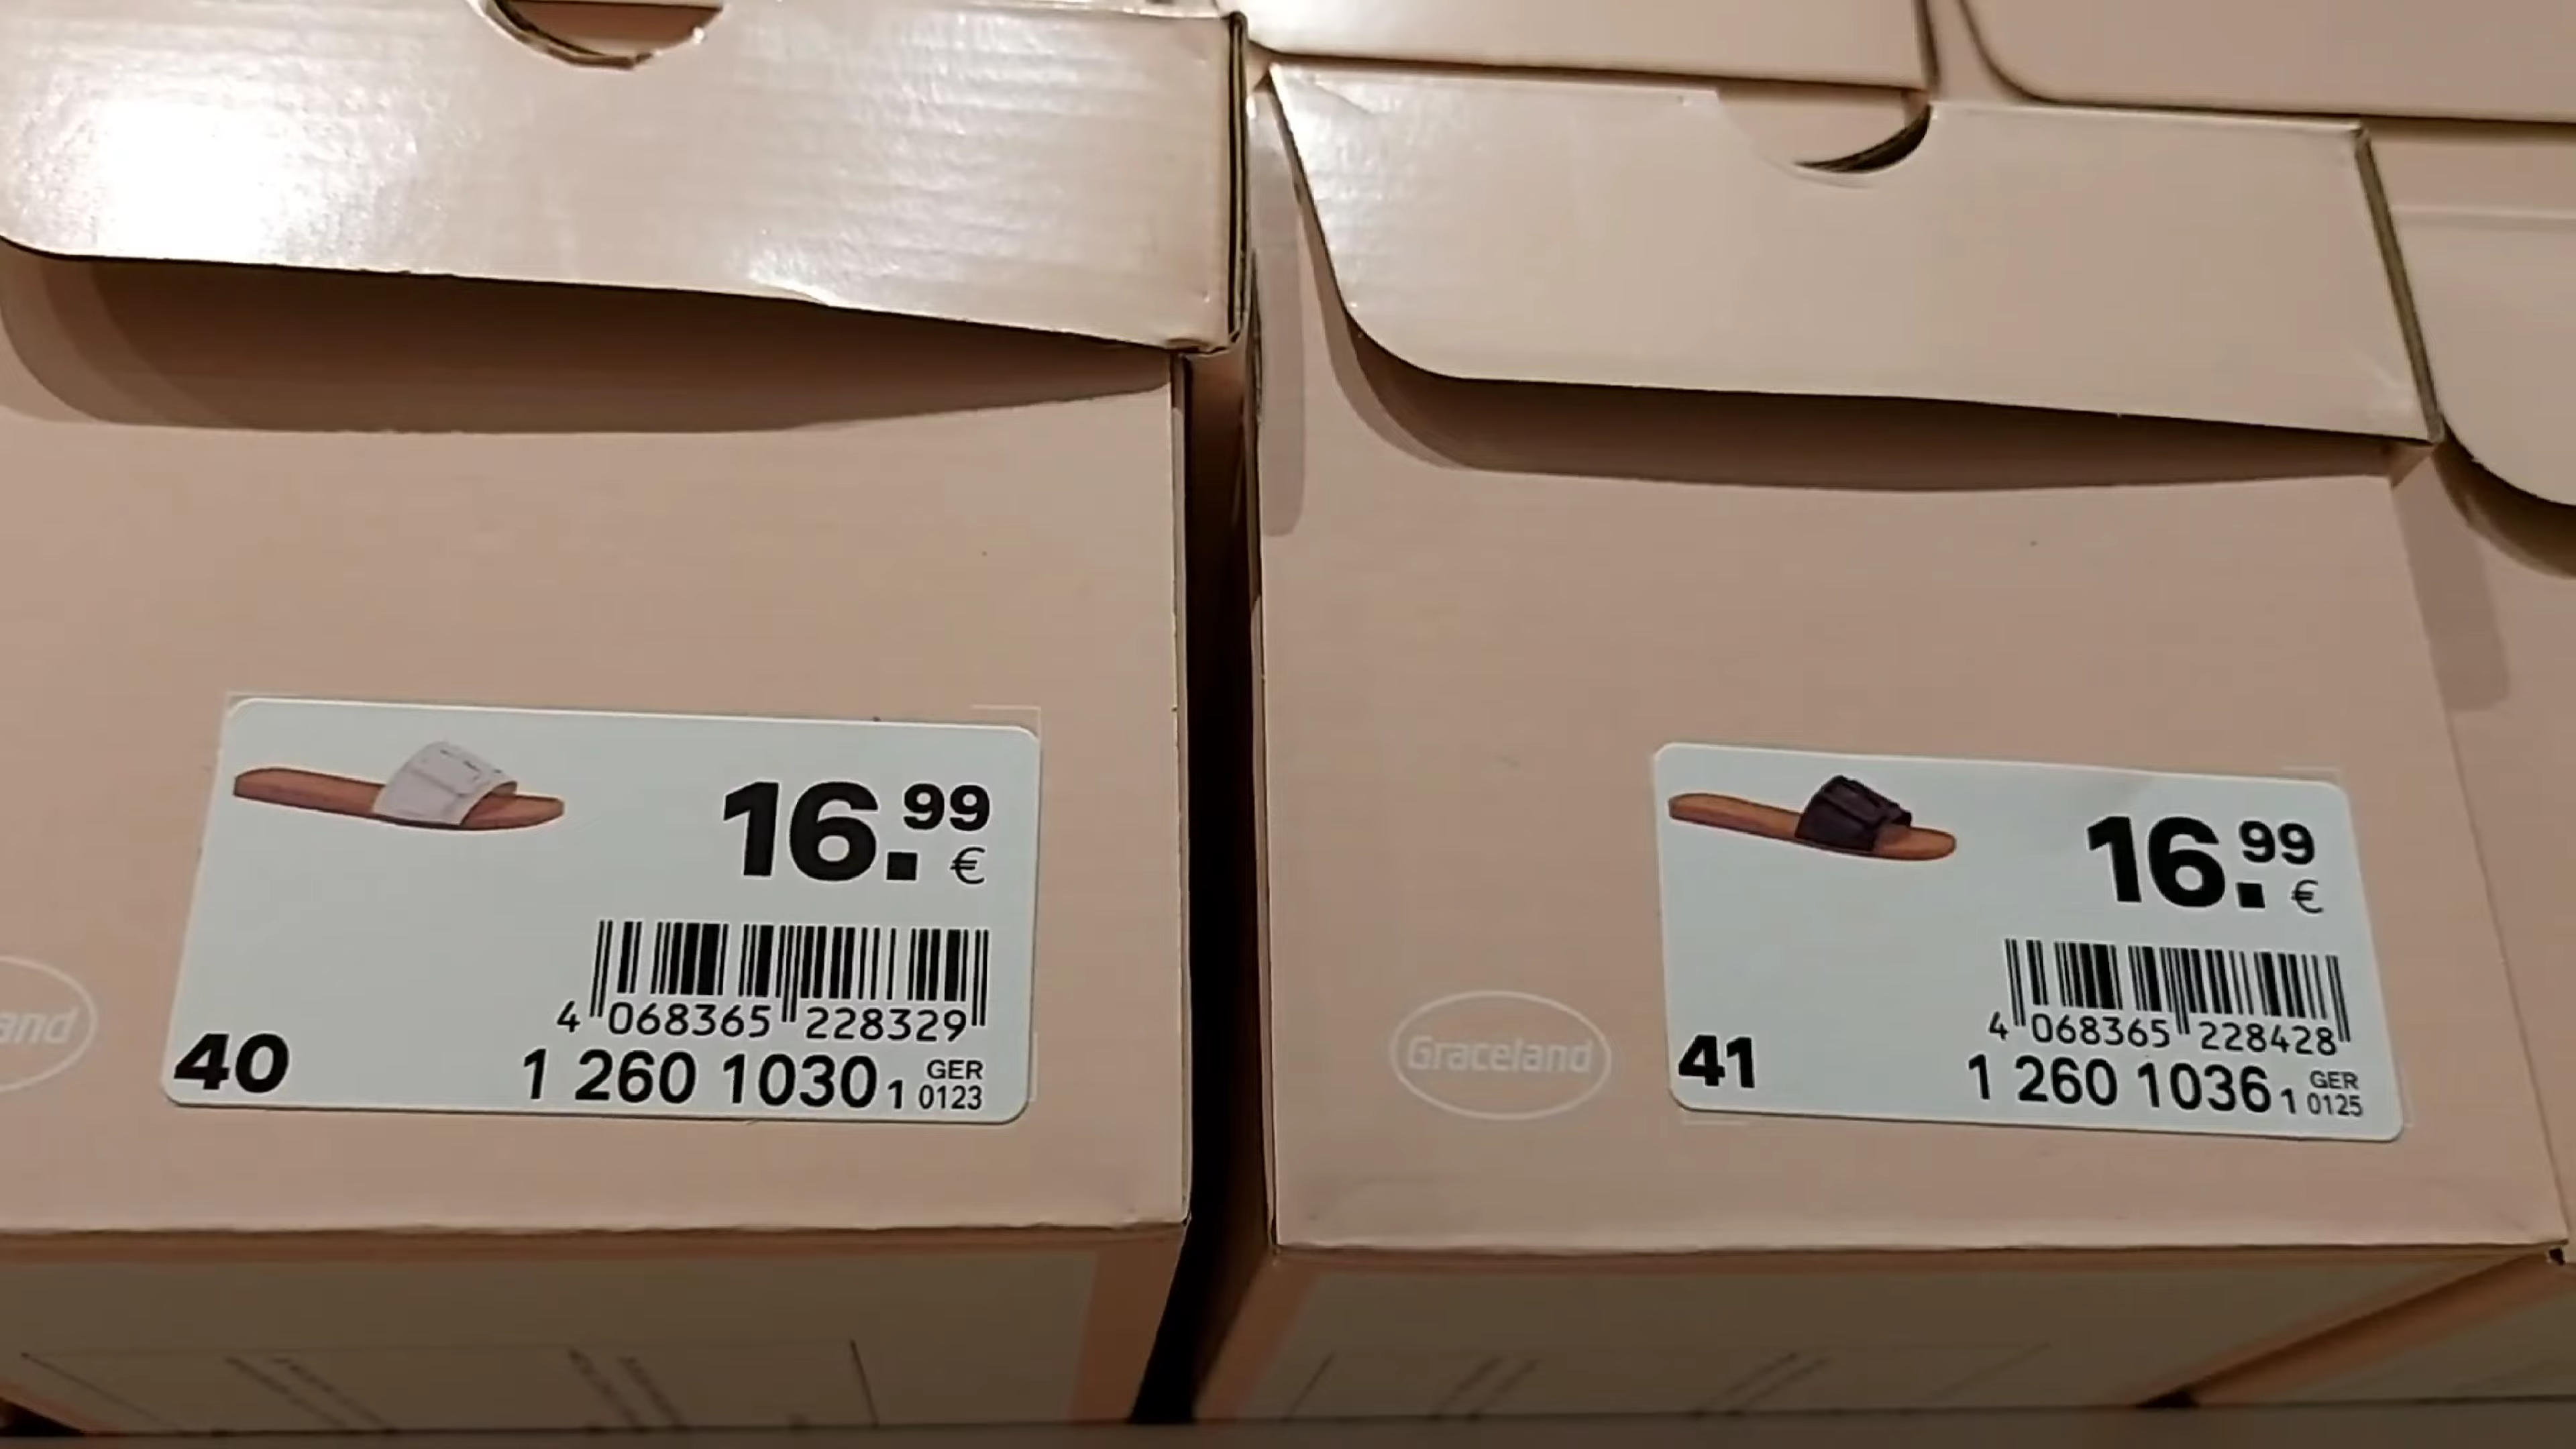 16.99
€
4 068365 228329
40
1 260 1030 1 GER
0123
and
16.99
€
4 068365 228428
Graceland
41
1 260 1036 1 GER
0125